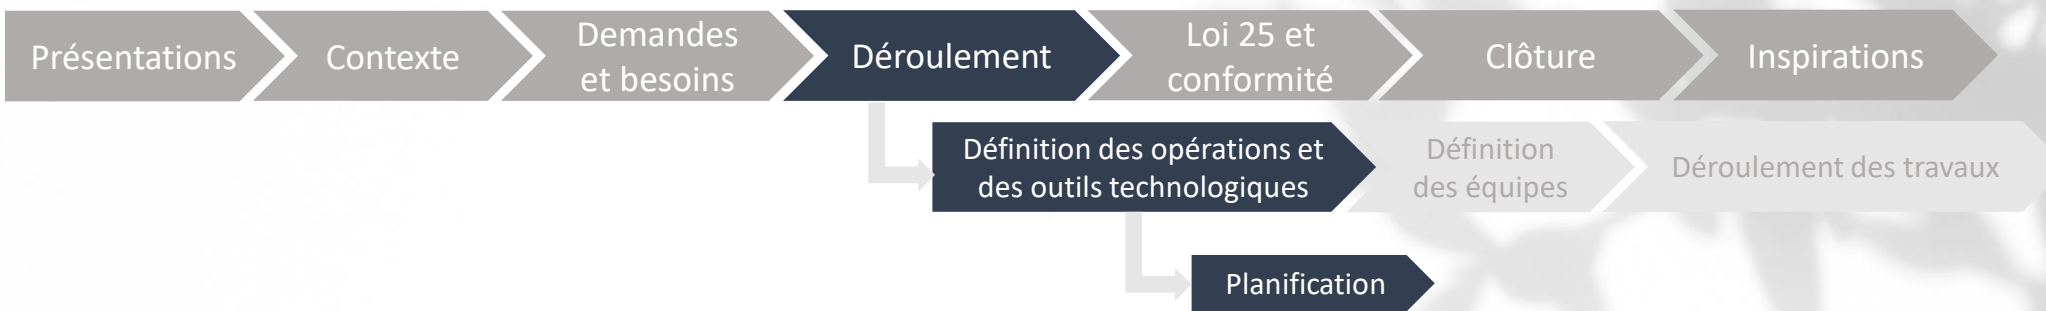 Présentations
Contexte
Demandes
et besoins
Déroulement
Loi 25 et
conformité
Clôture
Inspirations
Définition des opérations et
des outils technologiques
Définition
des équipes
Déroulement des travaux
Planification